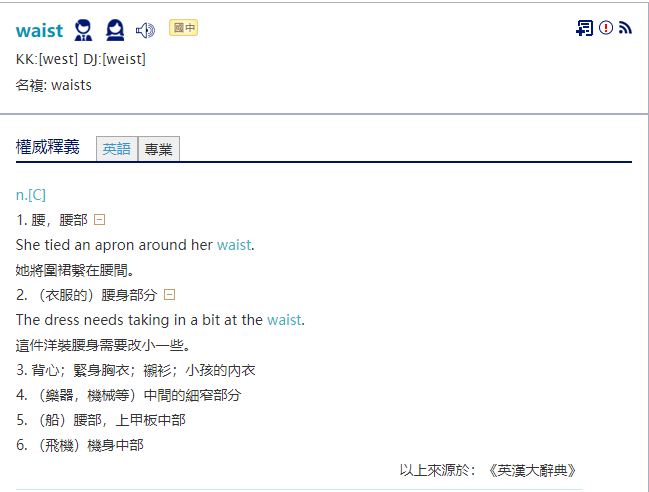 waist 國中
KK:[west] DJ:[weist]
名複: waists
權威釋義 英語 專業
n.[C]
1. 腰，腰部
She tied an apron around her waist.
她將圍裙繫在腰間。
2. （衣服的）腰身部分
The dress needs taking in a bit at the waist.
這件洋裝腰身需要改小一些。
3. 背心；緊身胸衣；襯衫；小孩的內衣
4. （樂器，機械等）中間的細窄部分
5. （船）腰部，上甲板中部
6. （飛機）機身中部
以上來源於：《英漢大辭典》